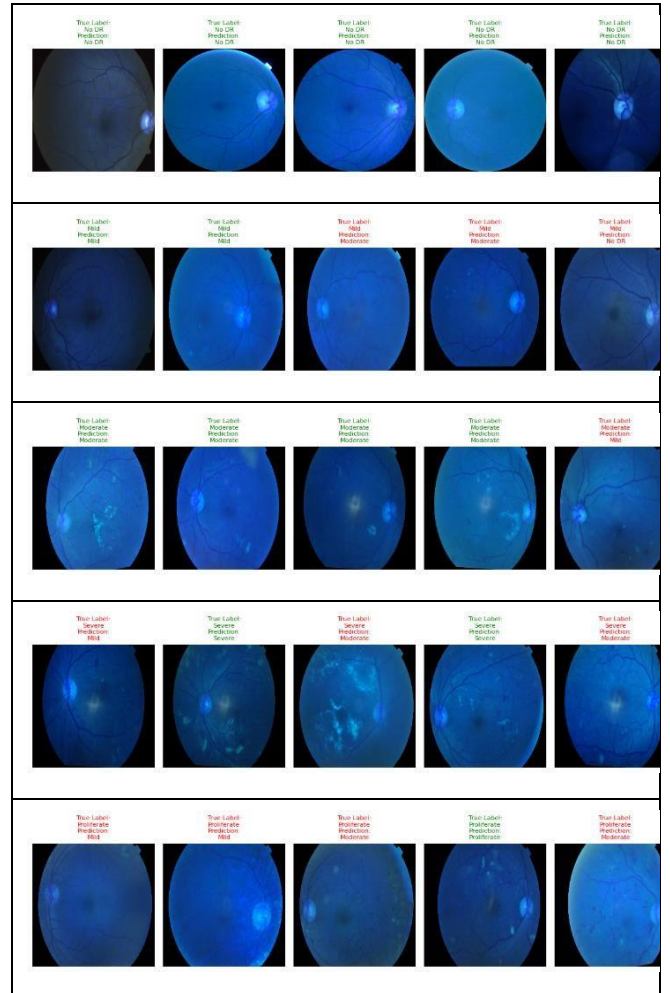 True Label:
No DR
Prediction:
No DR
True Label:
No DR
Prediction:
No DR
True Label:
No DR
Prediction:
No DR
True Label:
No DR
Prediction:
No DR
True Label:
No DR
Prediction:
No DR
True Label:
Mild
Prediction:
Mild
True Label:
Mild
Prediction:
Mild
True Label:
Mild
Prediction:
Moderate
True Label:
Mild
Prediction:
Moderate
True Label:
Mild
Prediction:
No DR
True Label:
Moderate
Prediction:
Moderate
True Label:
Moderate
Prediction:
Moderate
True Label:
Moderate
Prediction:
Moderate
True Label:
Moderate
Prediction:
Moderate
True Label:
Moderate
Prediction:
Mild
True Label:
Severe
Prediction:
Mild
True Label:
Severe
Prediction:
Severe
True Label:
Severe
Prediction:
Moderate
True Label:
Severe
Prediction:
Severe
True Label:
Severe
Prediction:
Moderate
True Label:
Proliferate
Prediction:
Mild
True Label:
Proliferate
Prediction:
Mild
True Label:
Proliferate
Prediction:
Moderate
True Label:
Proliferate
Prediction:
Proliferate
True Label:
Proliferate
Prediction:
Moderate